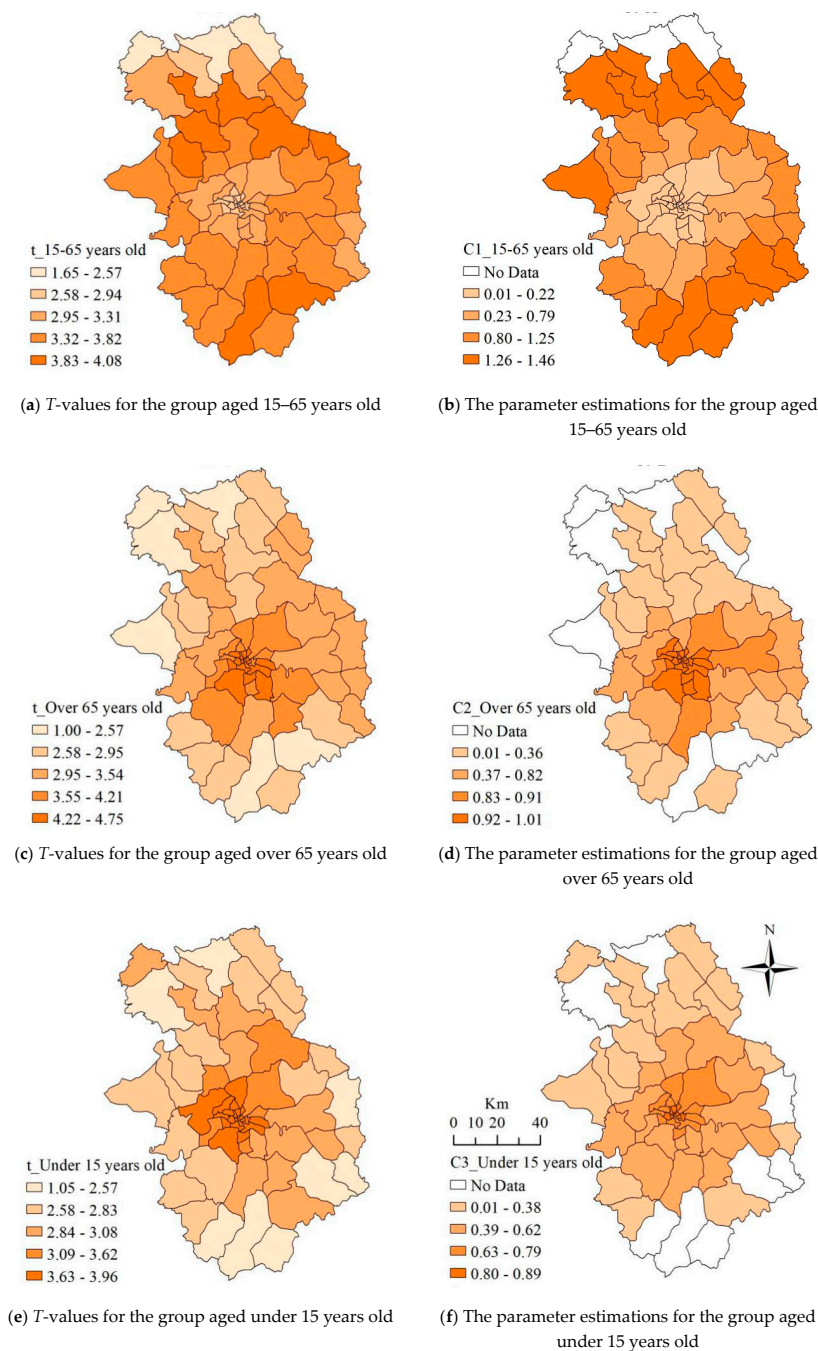 t_15-65 years old
1.65 - 2.57
2.58 - 2.94
2.95 - 3.31
3.32 - 3.82
3.83 - 4.08
C1_15-65 years old
No Data
0.01 - 0.22
0.23 - 0.79
0.80 - 1.25
1.26 - 1.46
(a) T-values for the group aged 15–65 years old
(b) The parameter estimations for the group aged
15–65 years old
t_Over 65 years old
1.00 - 2.57
2.58 - 2.95
2.95 - 3.54
3.55 - 4.21
4.22 - 4.75
C2_Over 65 years old
No Data
0.01 - 0.36
0.37 - 0.82
0.83 - 0.91
0.92 - 1.01
(c) T-values for the group aged over 65 years old
(d) The parameter estimations for the group aged
over 65 years old
t_Under 15 years old
1.05 - 2.57
2.58 - 2.83
2.84 - 3.08
3.09 - 3.62
3.63 - 3.96
N
Km
0 10 20 40
C3_Under 15 years old
No Data
0.01 - 0.38
0.39 - 0.62
0.63 - 0.79
0.80 - 0.89
(e) T-values for the group aged under 15 years old
(f) The parameter estimations for the group aged
under 15 years old